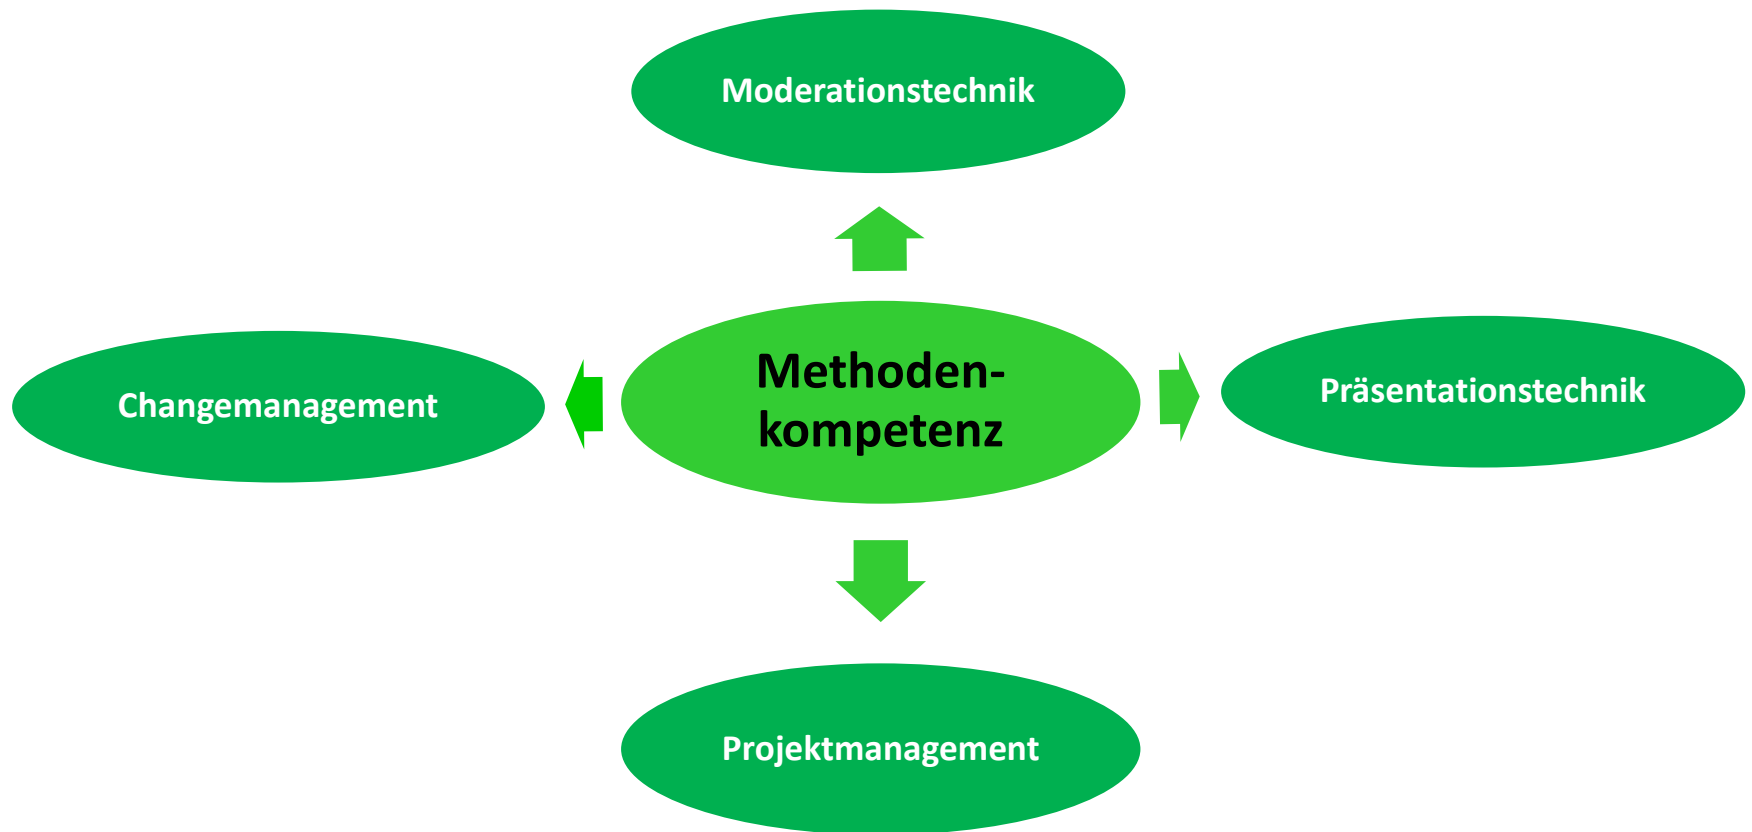 Moderationstechnik
Methoden-
kompetenz
Changemanagement
Präsentationstechnik
Projektmanagement